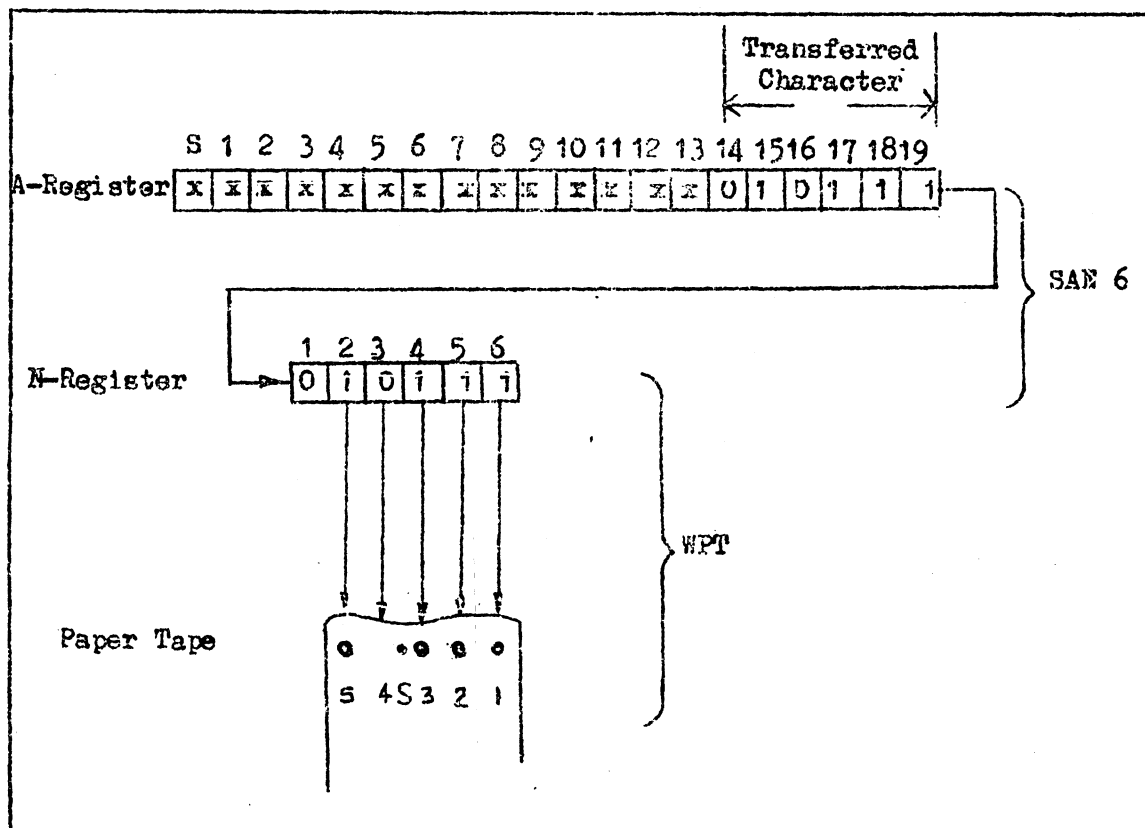 Transferred
Character
S 1 2 3 4 5 6 7 8 9 10 11 12 13 14 15 16 17 18 19
A-Register x x x x x x x x x x x x x x 0 1 0 1 1 1
SAN 6
1 2 3 4 5 6
N-Register 0 1 0 1 1 1
WPT
Paper Tape
5 4 S 3 2 1